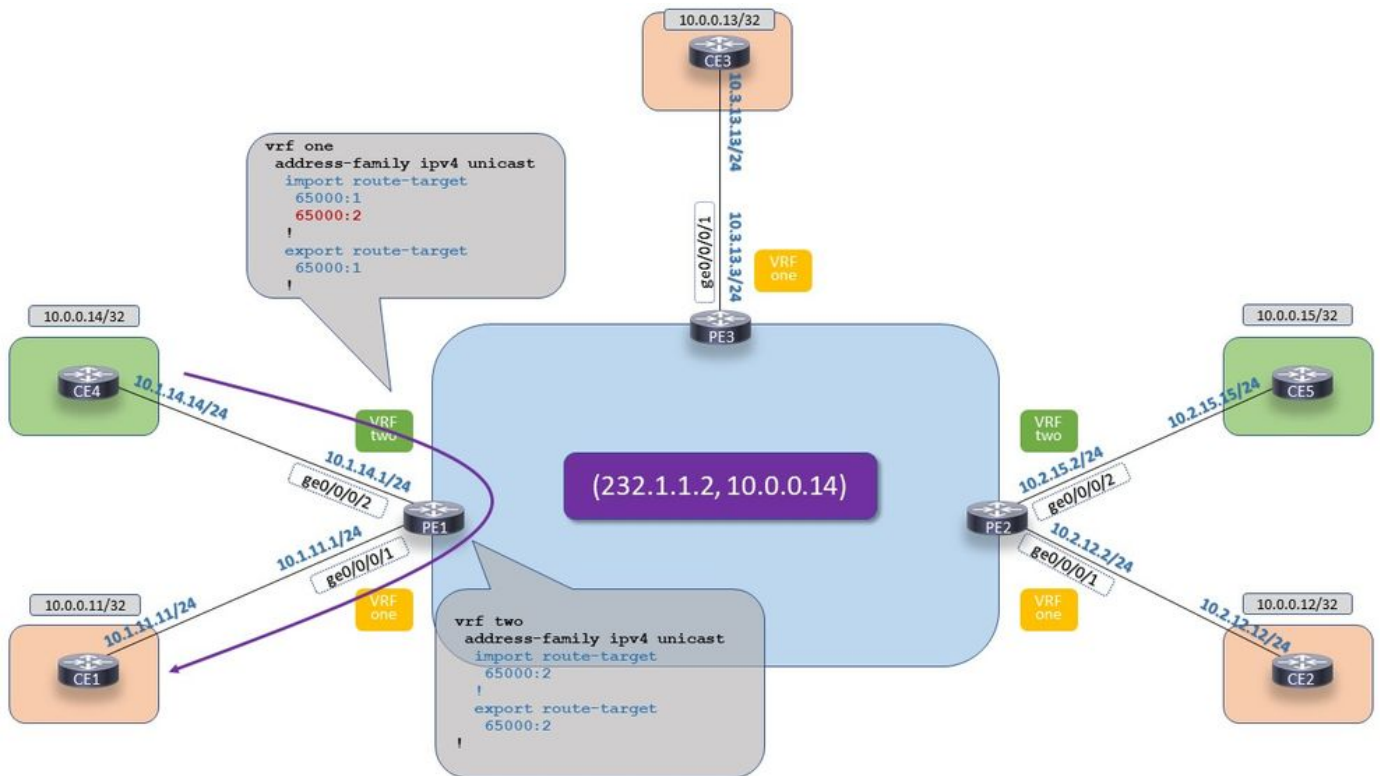 10.0.0.13/32
CE3
10.3.13.13/24
vrf one
address-family ipv4 unicast
import route-target
65000:1
65000:2
!
export route-target
65000:1
!
ge0/0/0/1
10.3.13.3/24
VRF
one
PE3
10.0.0.14/32
CE4
10.1.14.14/24
VRF
two
10.1.14.1/24
ge0/0/0/2
PE1
10.1.11.1/24
ge0/0/0/1
VRF
one
10.0.0.11/32
10.1.11.11/24
CE1
(232.1.1.2, 10.0.0.14)
vrf two
address-family ipv4 unicast
import route-target
65000:2
!
export route-target
65000:2
!
10.0.0.15/32
CE5
10.2.15.15/24
VRF
two
10.2.15.2/24
ge0/0/0/2
PE2
10.2.12.2/24
ge0/0/0/1
VRF
one
10.0.0.12/32
10.2.12.12/24
CE2